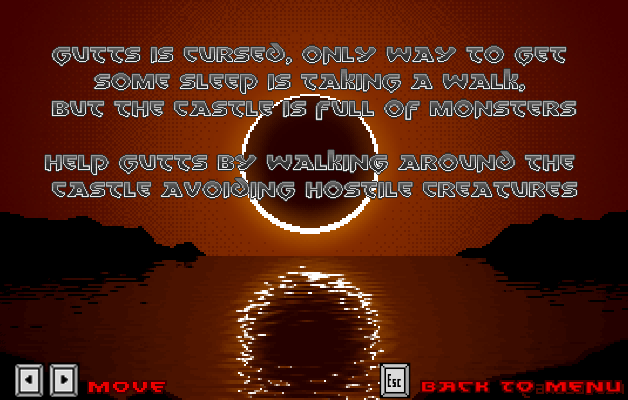 GUTTS IS CURSED, ONLY WAY TO GET
SOME SLEEP IS TAKING A WALK,
BUT THE CASTLE IS FULL OF MONSTERS
HELP GUTTS BY WALKING AROUND THE
CASTLE AVOIDING HOSTILE CREATURES
MOVE
Esc BACK TO MENU